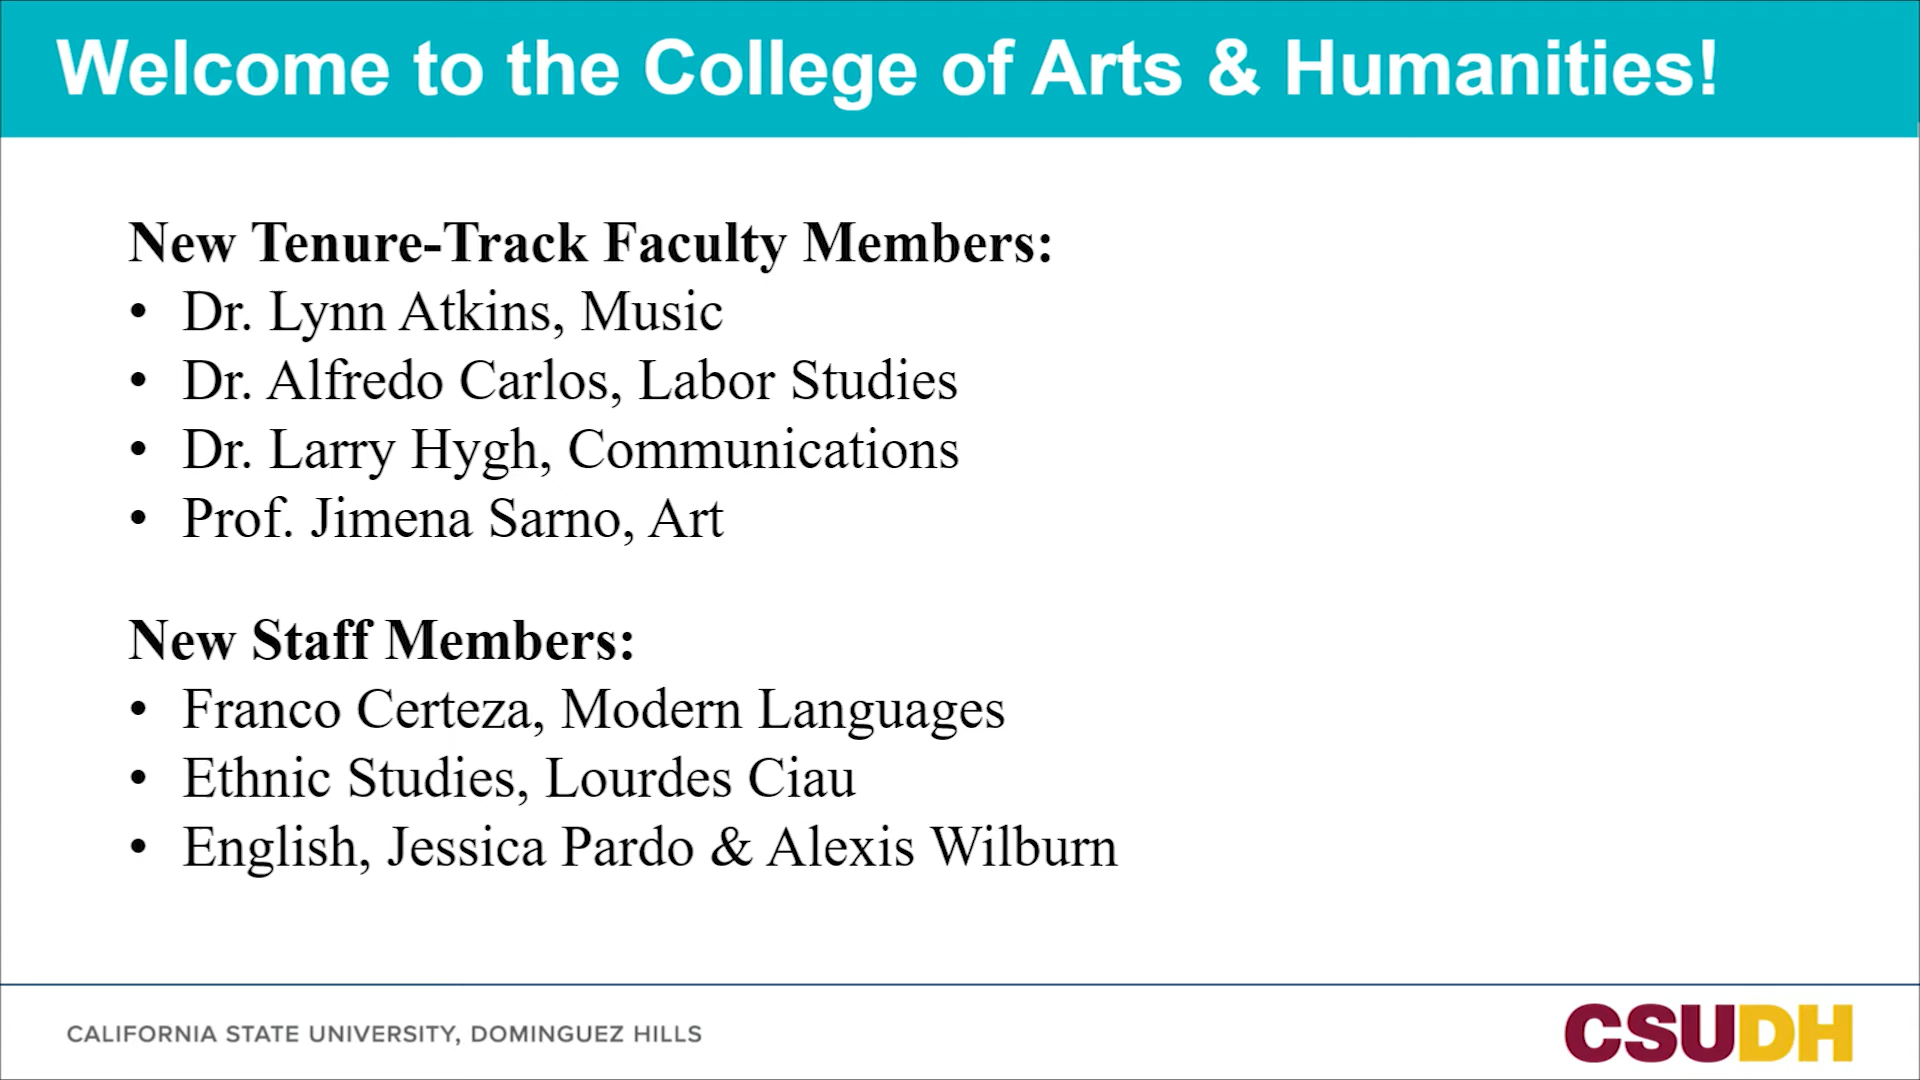 Welcome to the College of Arts & Humanities!
New Tenure-Track Faculty Members:
• Dr. Lynn Atkins, Music
• Dr. Alfredo Carlos, Labor Studies
• Dr. Larry Hygh, Communications
• Prof. Jimena Sarno, Art
New Staff Members:
• Franco Certeza, Modern Languages
• Ethnic Studies, Lourdes Ciau
• English, Jessica Pardo & Alexis Wilburn
CALIFORNIA STATE UNIVERSITY, DOMINGUEZ HILLS
CSUDH